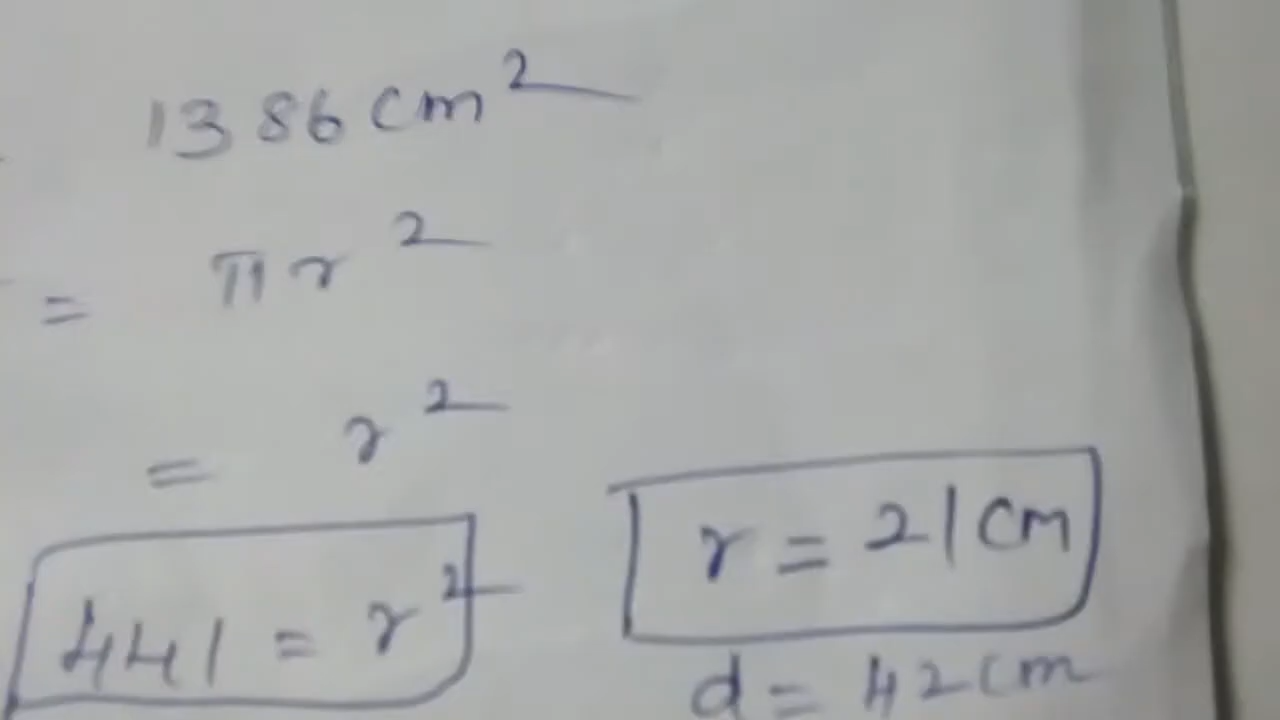 1386 cm²
= πr²
= r²
441 = r²
r = 21 cm
d = 42 cm